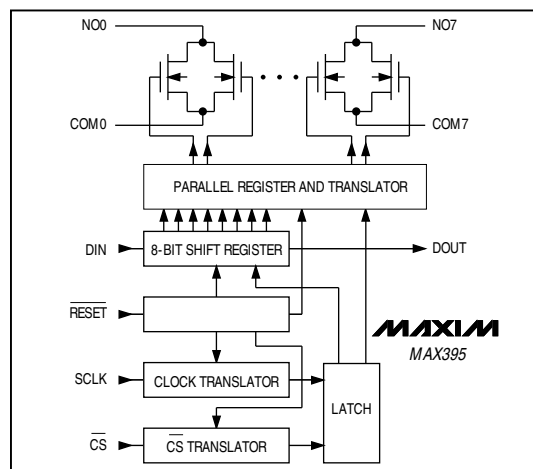 NO0
NO7
COM0
COM7
PARALLEL REGISTER AND TRANSLATOR
DIN
8-BIT SHIFT REGISTER
DOUT
RESET
MAXIM
MAX395
SCLK
CLOCK TRANSLATOR
LATCH
CS
CS TRANSLATOR